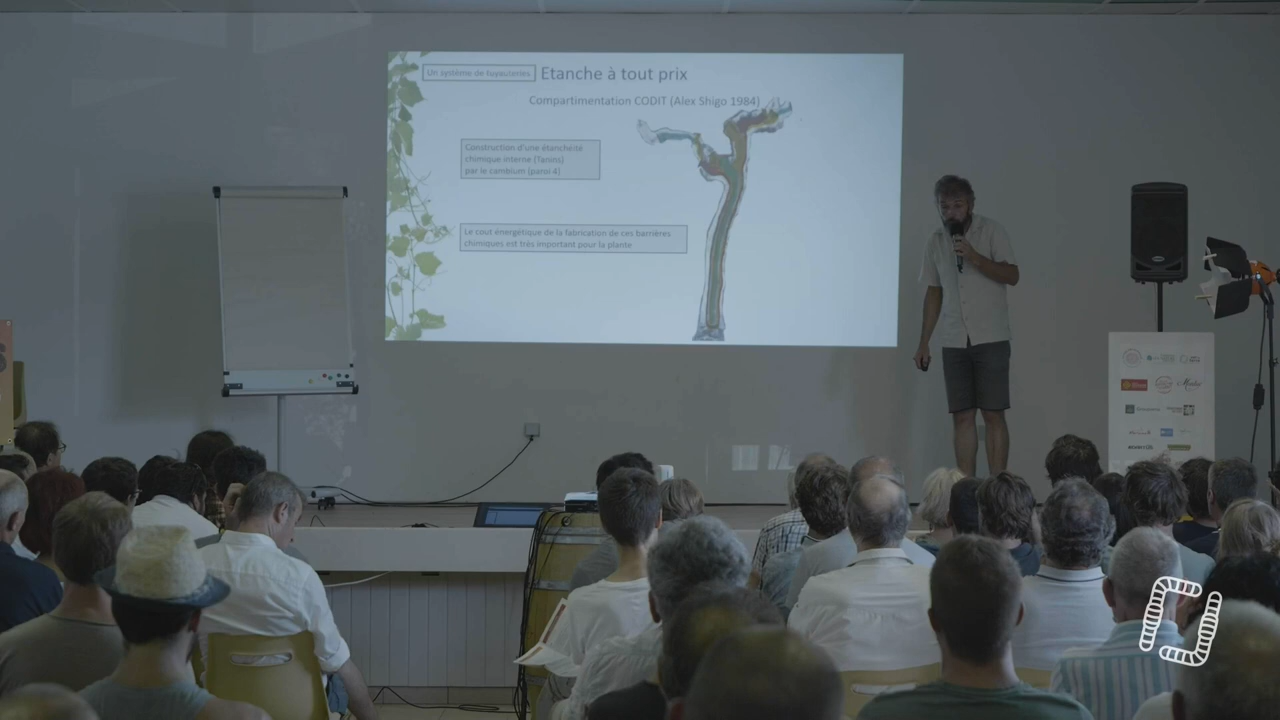 Un système de tuyauteries
Etanche à tout prix
Compartimentation CODIT (Alex Shigo 1984)
Construction d'une étanchéité
chimique interne (Tanins)
par le cambium (paroi 4)
Le cout énergétique de la fabrication de ces barrières
chimiques est très important pour la plante